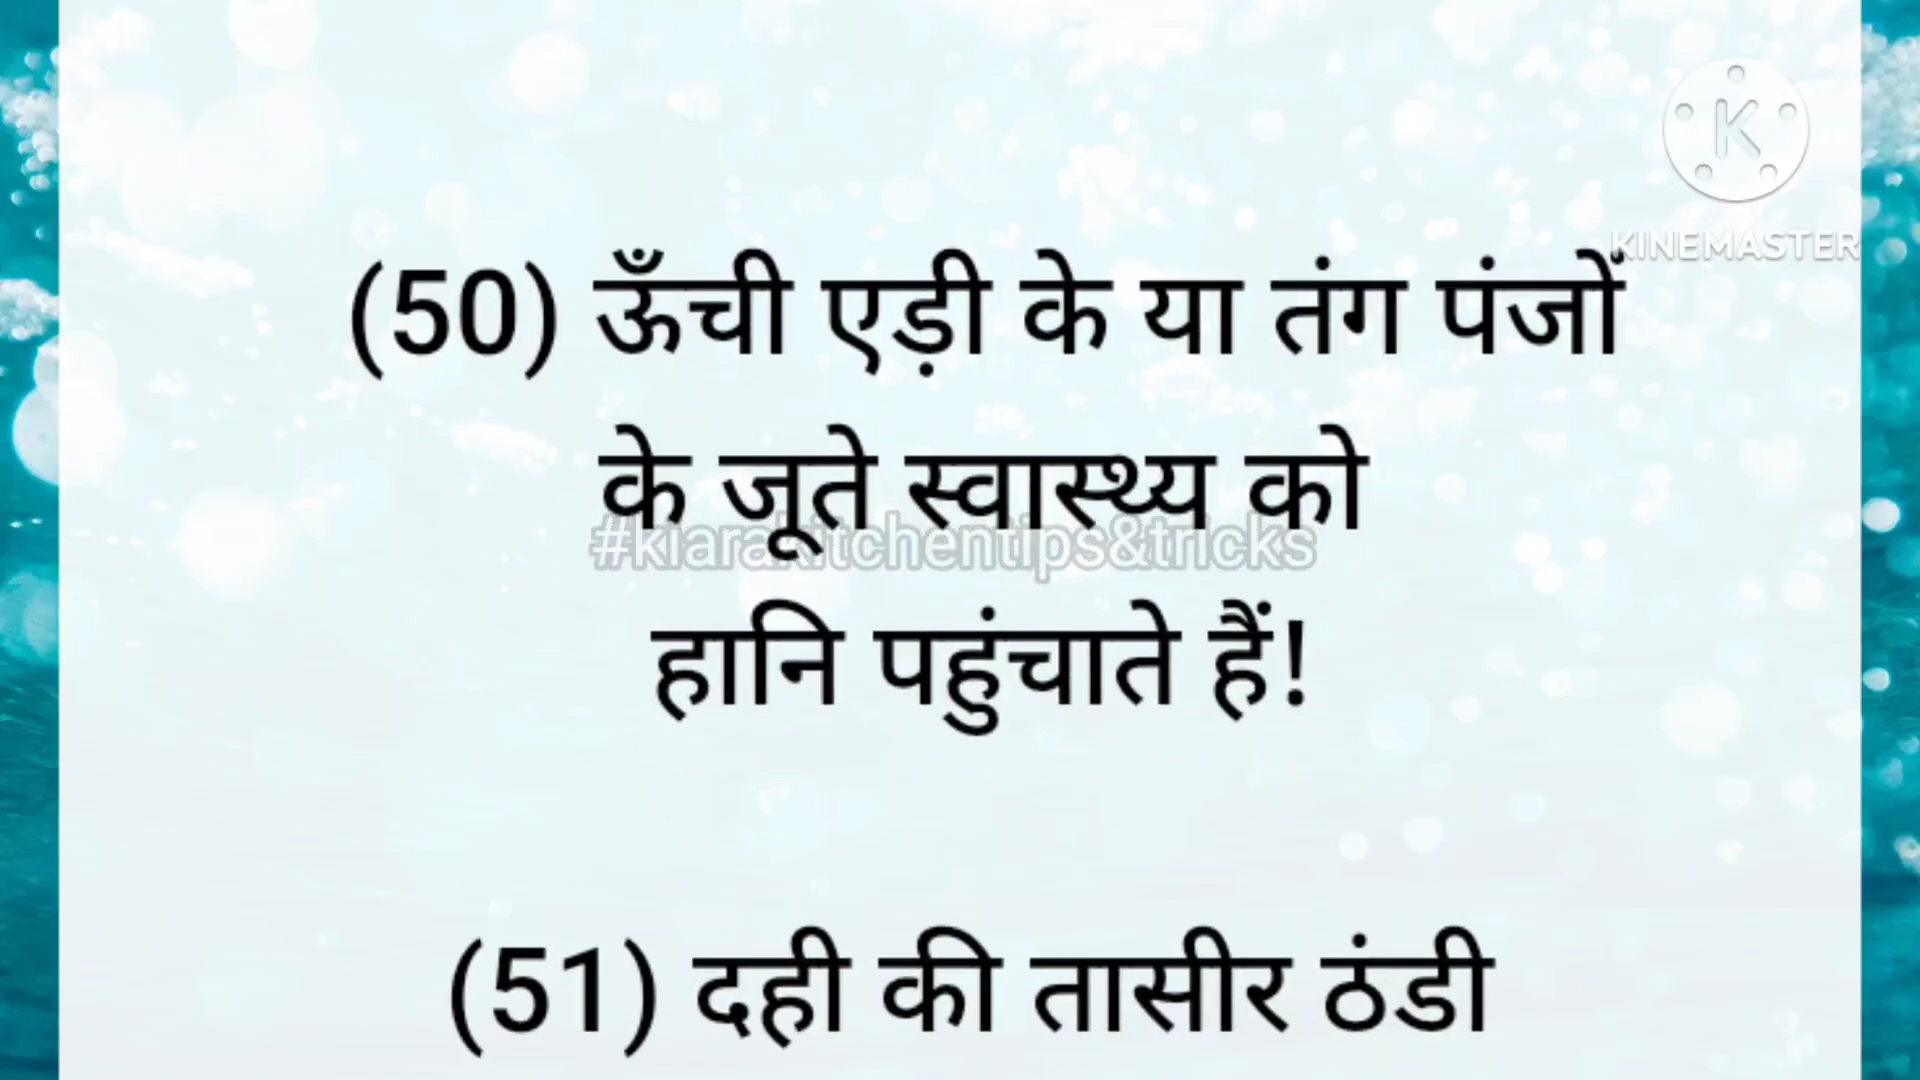 KINEMASTER
(50) ऊँची एड़ी के या तंग पंजों
के जूते स्वास्थ्य को
#kiarakitchentips&tricks
हानि पहुंचाते हैं!
(51) दही की तासीर ठंडी